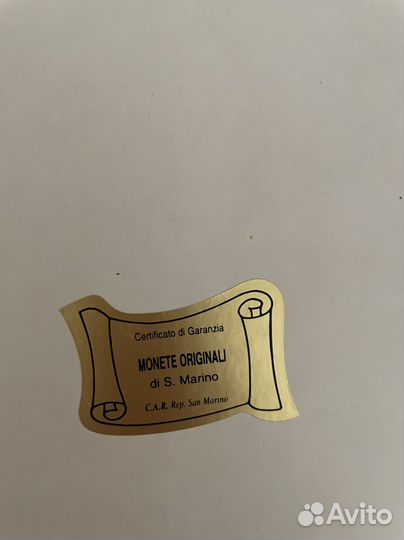 Certificato di Garanzia
MONETE ORIGINALI
di S. Marino
C.A.R. Rep. San Marino
Avito